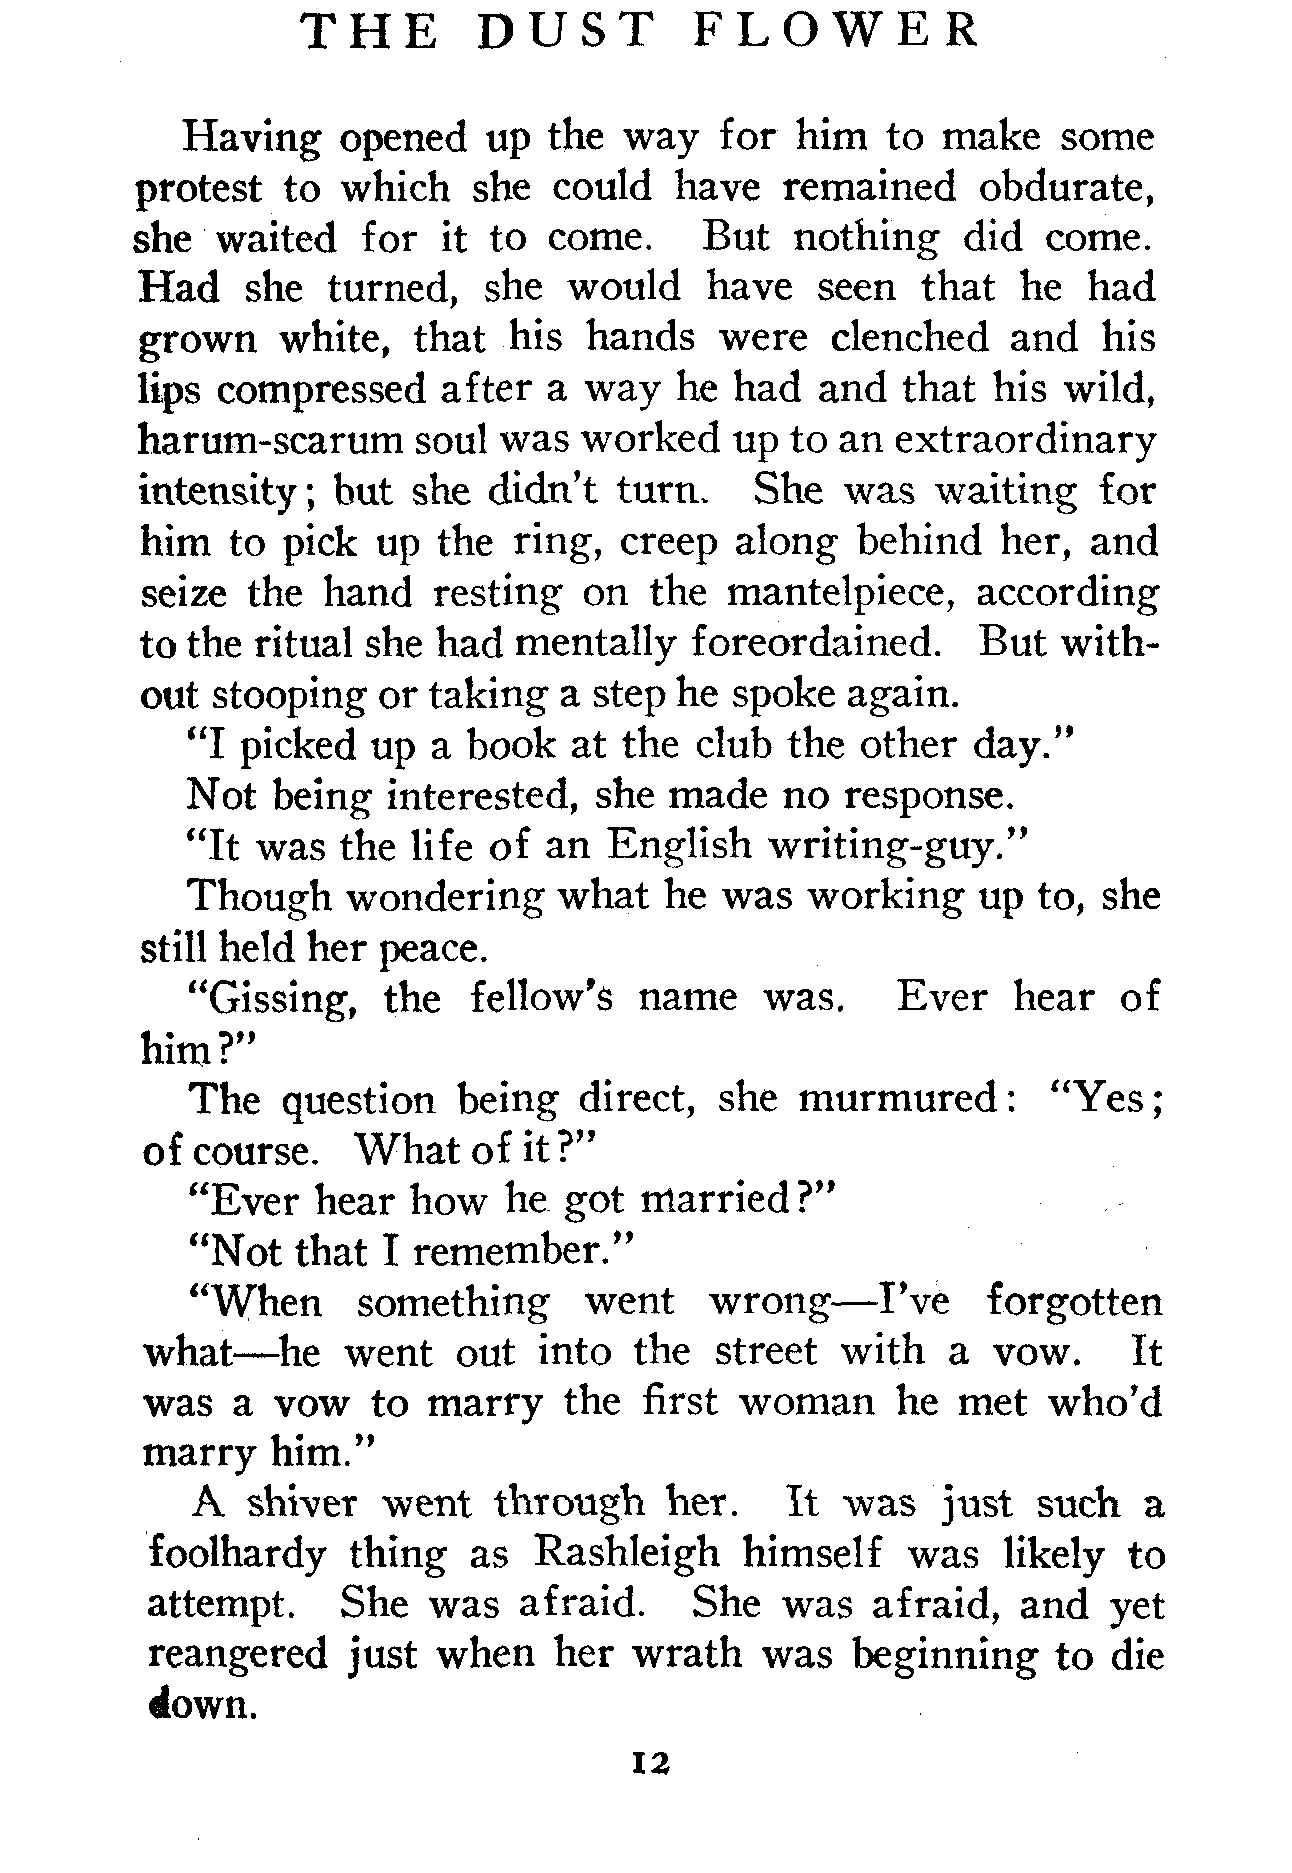 THE DUST FLOWER
Having opened up the way for him to make some
protest to which she could have remained obdurate,
she waited for it to come. But nothing did come.
Had she turned, she would have seen that he had
grown white, that his hands were clenched and his
lips compressed after a way he had and that his wild,
harum-scarum soul was worked up to an extraordinary
intensity; but she didn't turn. She was waiting for
him to pick up the ring, creep along behind her, and
seize the hand resting on the mantelpiece, according
to the ritual she had mentally foreordained. But with-
out stooping or taking a step he spoke again.
"I picked up a book at the club the other day."
Not being interested, she made no response.
"It was the life of an English writing-guy."
Though wondering what he was working up to, she
still held her peace.
"Gissing, the fellow's name was. Ever hear of
him?"
The question being direct, she murmured: "Yes;
of course. What of it?"
"Ever hear how he got married?"
"Not that I remember."
"When something went wrong—I've forgotten
what—he went out into the street with a vow. It
was a vow to marry the first woman he met who'd
marry him."
A shiver went through her. It was just such a
foolhardy thing as Rashleigh himself was likely to
attempt. She was afraid. She was afraid, and yet
reangered just when her wrath was beginning to die
down.
12